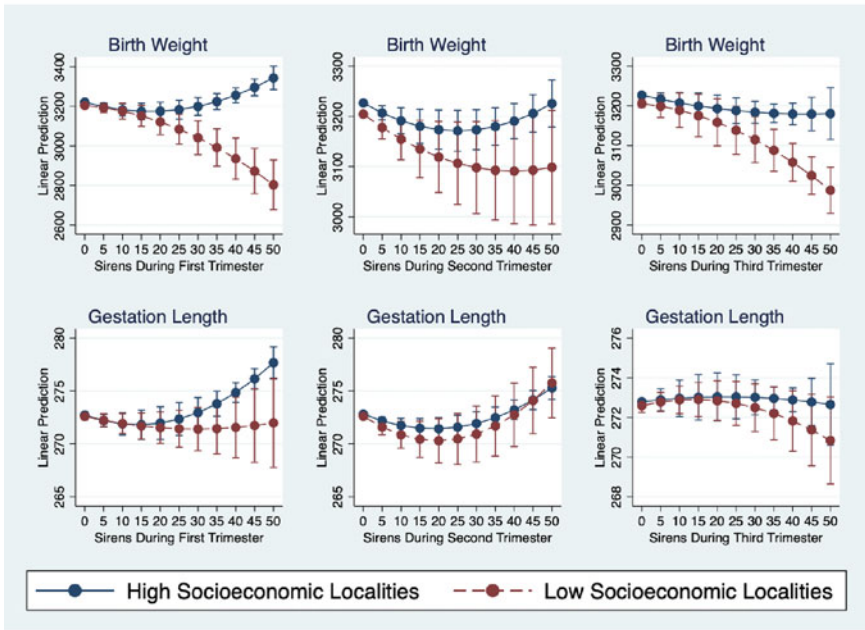 Birth Weight
Linear Prediction
3400
3200
3000
2800
2600
0 5 10 15 20 25 30 35 40 45 50
Sirens During First Trimester
Birth Weight
Linear Prediction
3300
3200
3100
3000
0 5 10 15 20 25 30 35 40 45 50
Sirens During Second Trimester
Birth Weight
Linear Prediction
3300
3200
3100
3000
2900
0 5 10 15 20 25 30 35 40 45 50
Sirens During Third Trimester
Gestation Length
Linear Prediction
280
275
270
265
0 5 10 15 20 25 30 35 40 45 50
Sirens During First Trimester
Gestation Length
Linear Prediction
280
275
270
265
0 5 10 15 20 25 30 35 40 45 50
Sirens During Second Trimester
Gestation Length
Linear Prediction
276
274
272
270
268
0 5 10 15 20 25 30 35 40 45 50
Sirens During Third Trimester
High Socioeconomic Localities Low Socioeconomic Localities